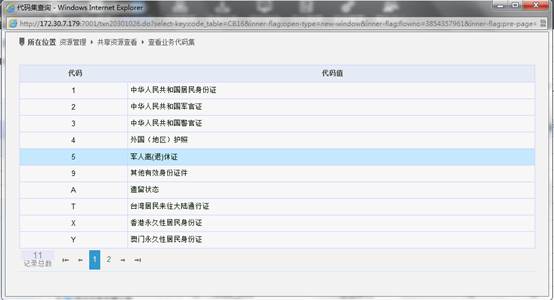 代码集查询 - Windows Internet Explorer
http://172.30.7.179:7001/txn20301026.do?select-key:code_table=CB16&inner-flag:open-type=new-window&inner-flag:flowno=3854357961&inner-flag:pre-page=
所在位置 资源管理 共享资源查看 查看业务代码集
代码 代码值
1 中华人民共和国居民身份证
2 中华人民共和国军官证
3 中华人民共和国警官证
4 外国（地区）护照
5 军人离(退)休证
9 其他有效身份证件
A 遗留状态
T 台湾居民来往大陆通行证
X 香港永久性居民身份证
Y 澳门永久性居民身份证
11 1 2
记录总数